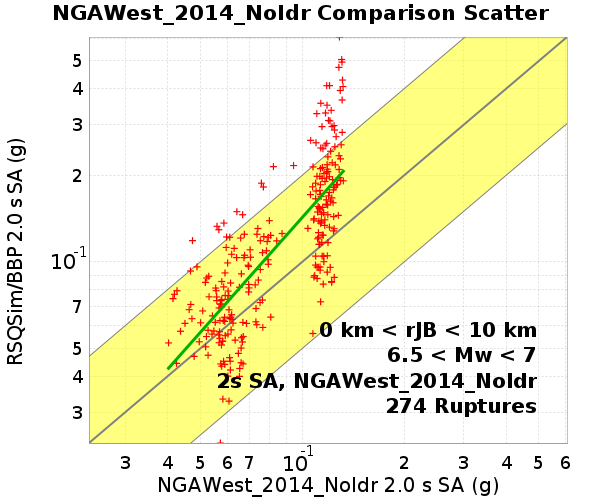 NGAWest_2014_NoIdr Comparison Scatter
RSQSim/BBP 2.0 s SA (g)
5
4
3
2
10-1
7
6
5
4
3
0 km < rJB < 10 km
6.5 < Mw < 7
2s SA, NGAWest_2014_NoIdr
274 Ruptures
3 4 5 6 7 10-1 2 3 4 5 6
NGAWest_2014_NoIdr 2.0 s SA (g)